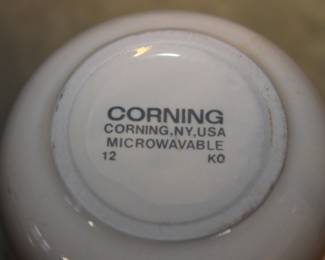 CORNING
CORNING,NY,USA
MICROWAVABLE
12 KO